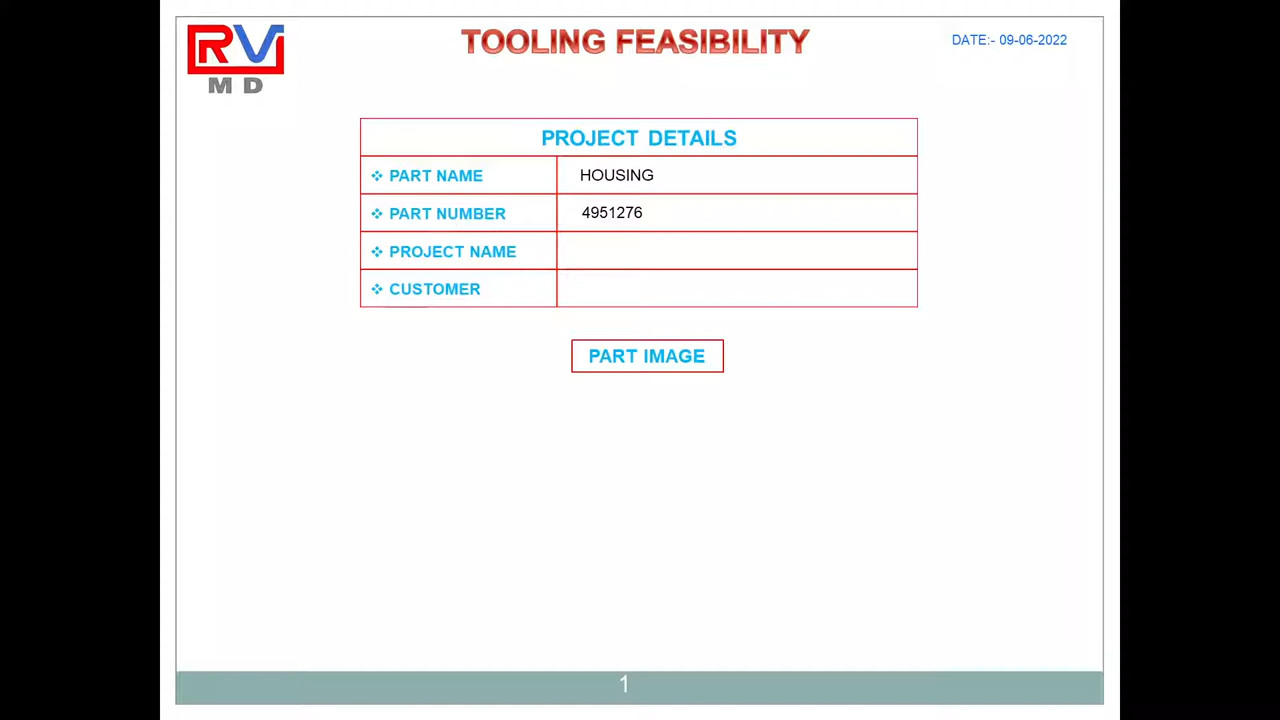 RV
M D
TOOLING FEASIBILITY
DATE:- 09-06-2022
PROJECT DETAILS
❖ PART NAME HOUSING
❖ PART NUMBER 4951276
❖ PROJECT NAME
❖ CUSTOMER
PART IMAGE
1